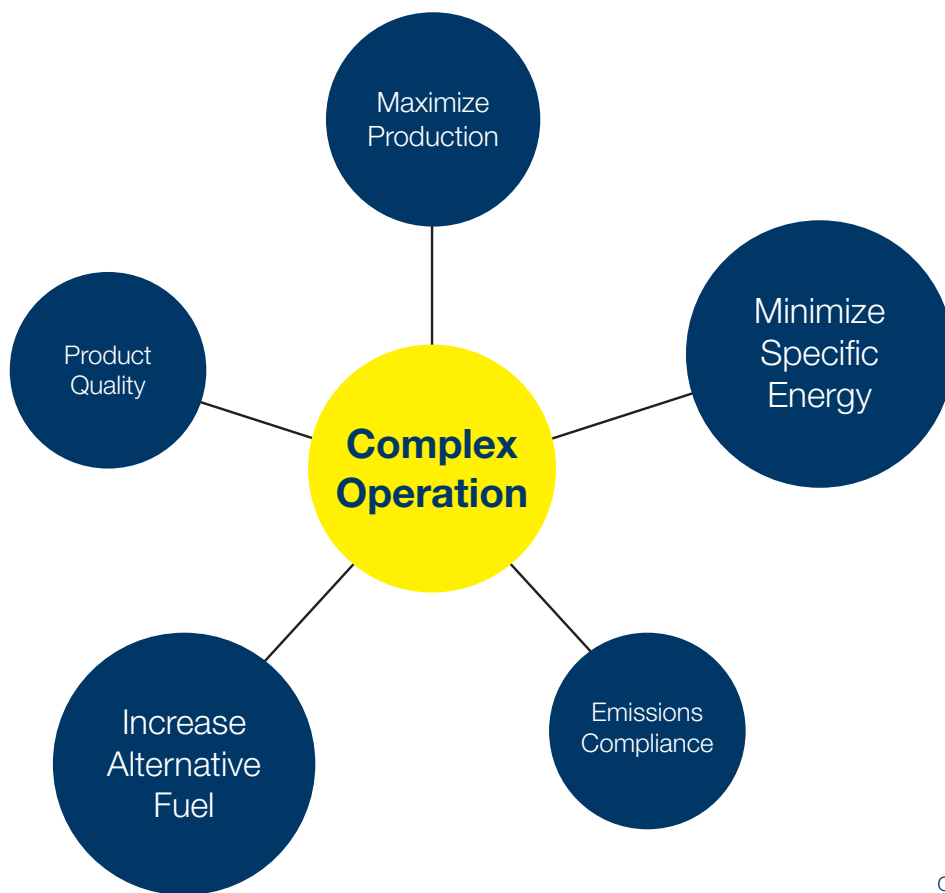 Maximize
Production
Minimize
Specific
Energy
Product
Quality
Complex
Operation
Increase
Alternative
Fuel
Emissions
Compliance